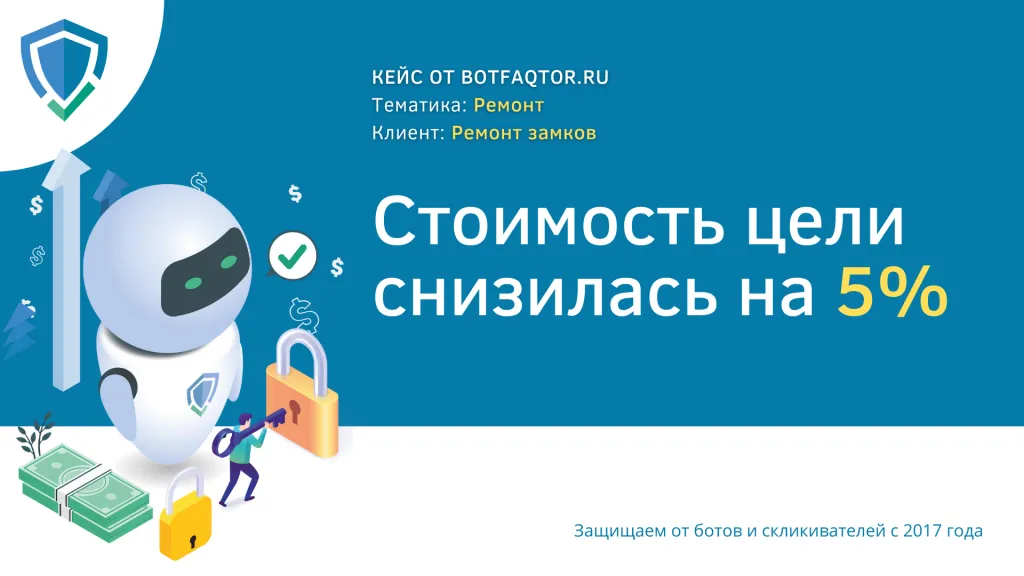 КЕЙС ОТ BOTFAQTOR.RU
Тематика: Ремонт
Клиент: Ремонт замков
Стоимость цели
снизилась на 5%
Защищаем от ботов и скликивателей с 2017 года